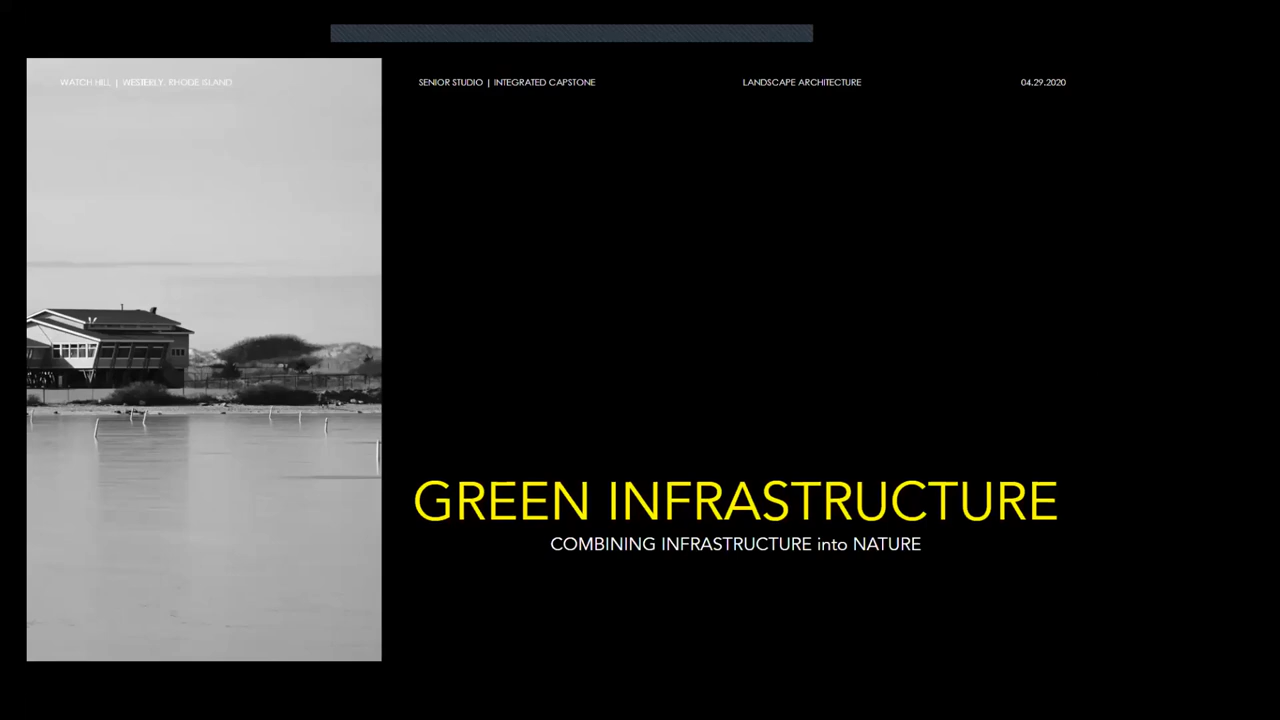 WATCH HILL | WESTERLY, RHODE ISLAND
SENIOR STUDIO | INTEGRATED CAPSTONE
LANDSCAPE ARCHITECTURE
04.29.2020
GREEN INFRASTRUCTURE
COMBINING INFRASTRUCTURE into NATURE